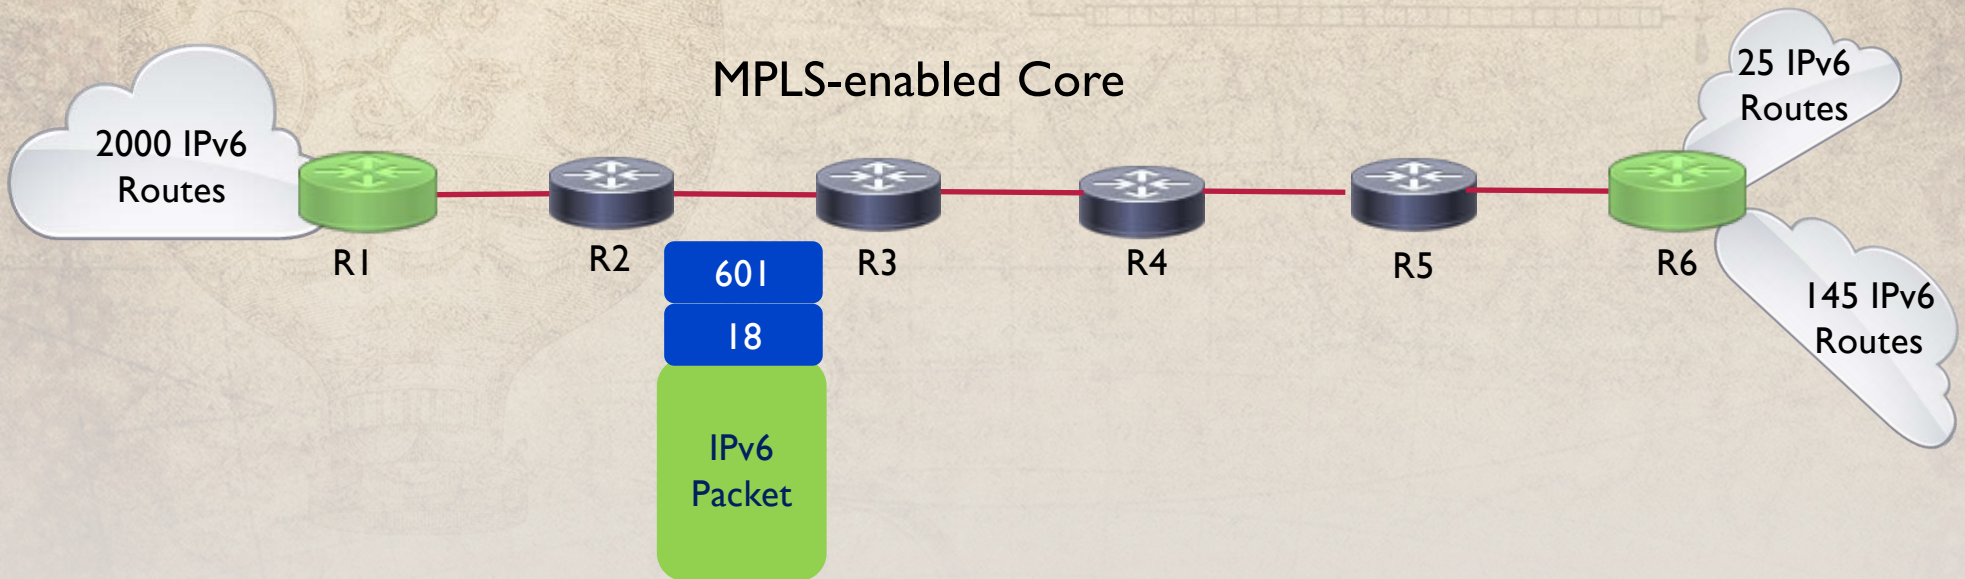 MPLS-enabled Core
2000 IPv6
Routes
25 IPv6
Routes
R1
R2
R3
R4
R5
R6
601
18
IPv6
Packet
145 IPv6
Routes